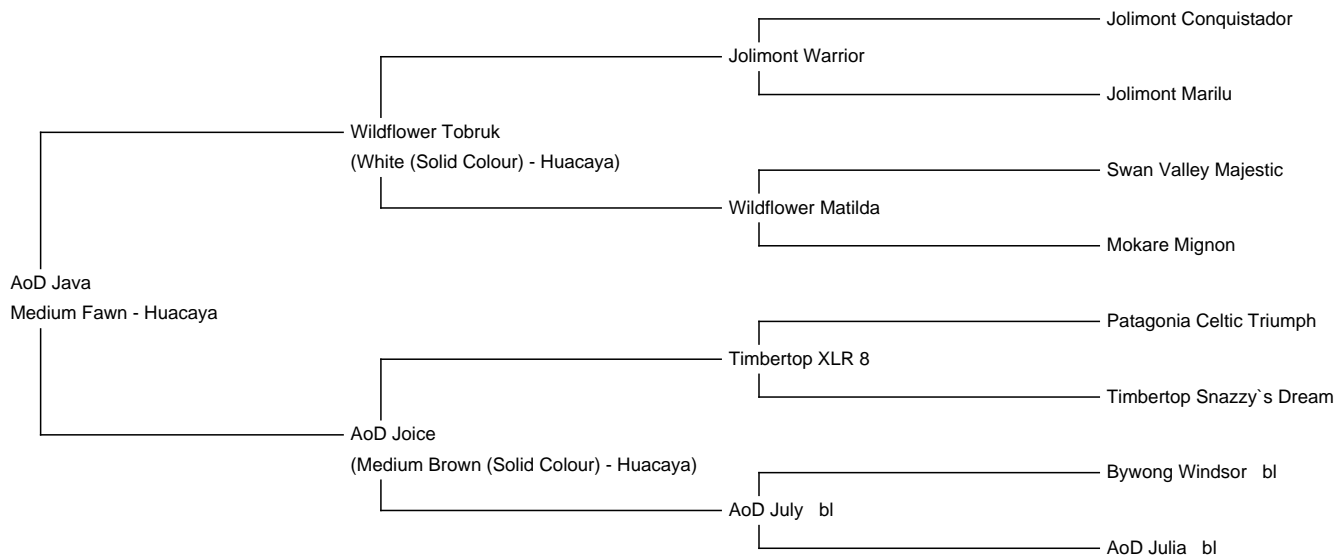 Jolimont Conquistador
Jolimont Warrior
Jolimont Marilu
Wildflower Tobruk
(White (Solid Colour) - Huacaya)
Swan Valley Majestic
Wildflower Matilda
Mokare Mignon
AoD Java
Medium Fawn - Huacaya
Patagonia Celtic Triumph
Timbertop XLR 8
Timbertop Snazzy`s Dream
AoD Joice
(Medium Brown (Solid Colour) - Huacaya)
Bywong Windsor bl
AoD July bl
AoD Julia bl